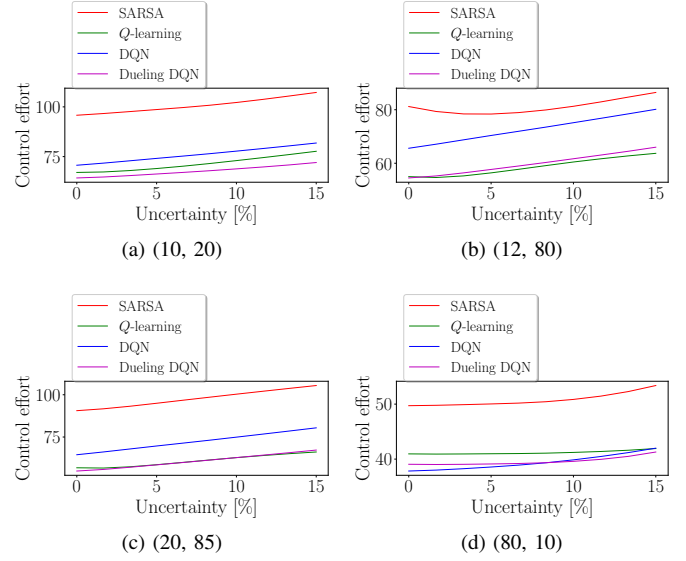 SARSA
Q-learning
DQN
Dueling DQN
100
75
Control effort
0 5 10 15
Uncertainty [%]
(a) (10, 20)
SARSA
Q-learning
DQN
Dueling DQN
80
60
Control effort
0 5 10 15
Uncertainty [%]
(b) (12, 80)
SARSA
Q-learning
DQN
Dueling DQN
100
75
Control effort
0 5 10 15
Uncertainty [%]
(c) (20, 85)
SARSA
Q-learning
DQN
Dueling DQN
50
40
Control effort
0 5 10 15
Uncertainty [%]
(d) (80, 10)